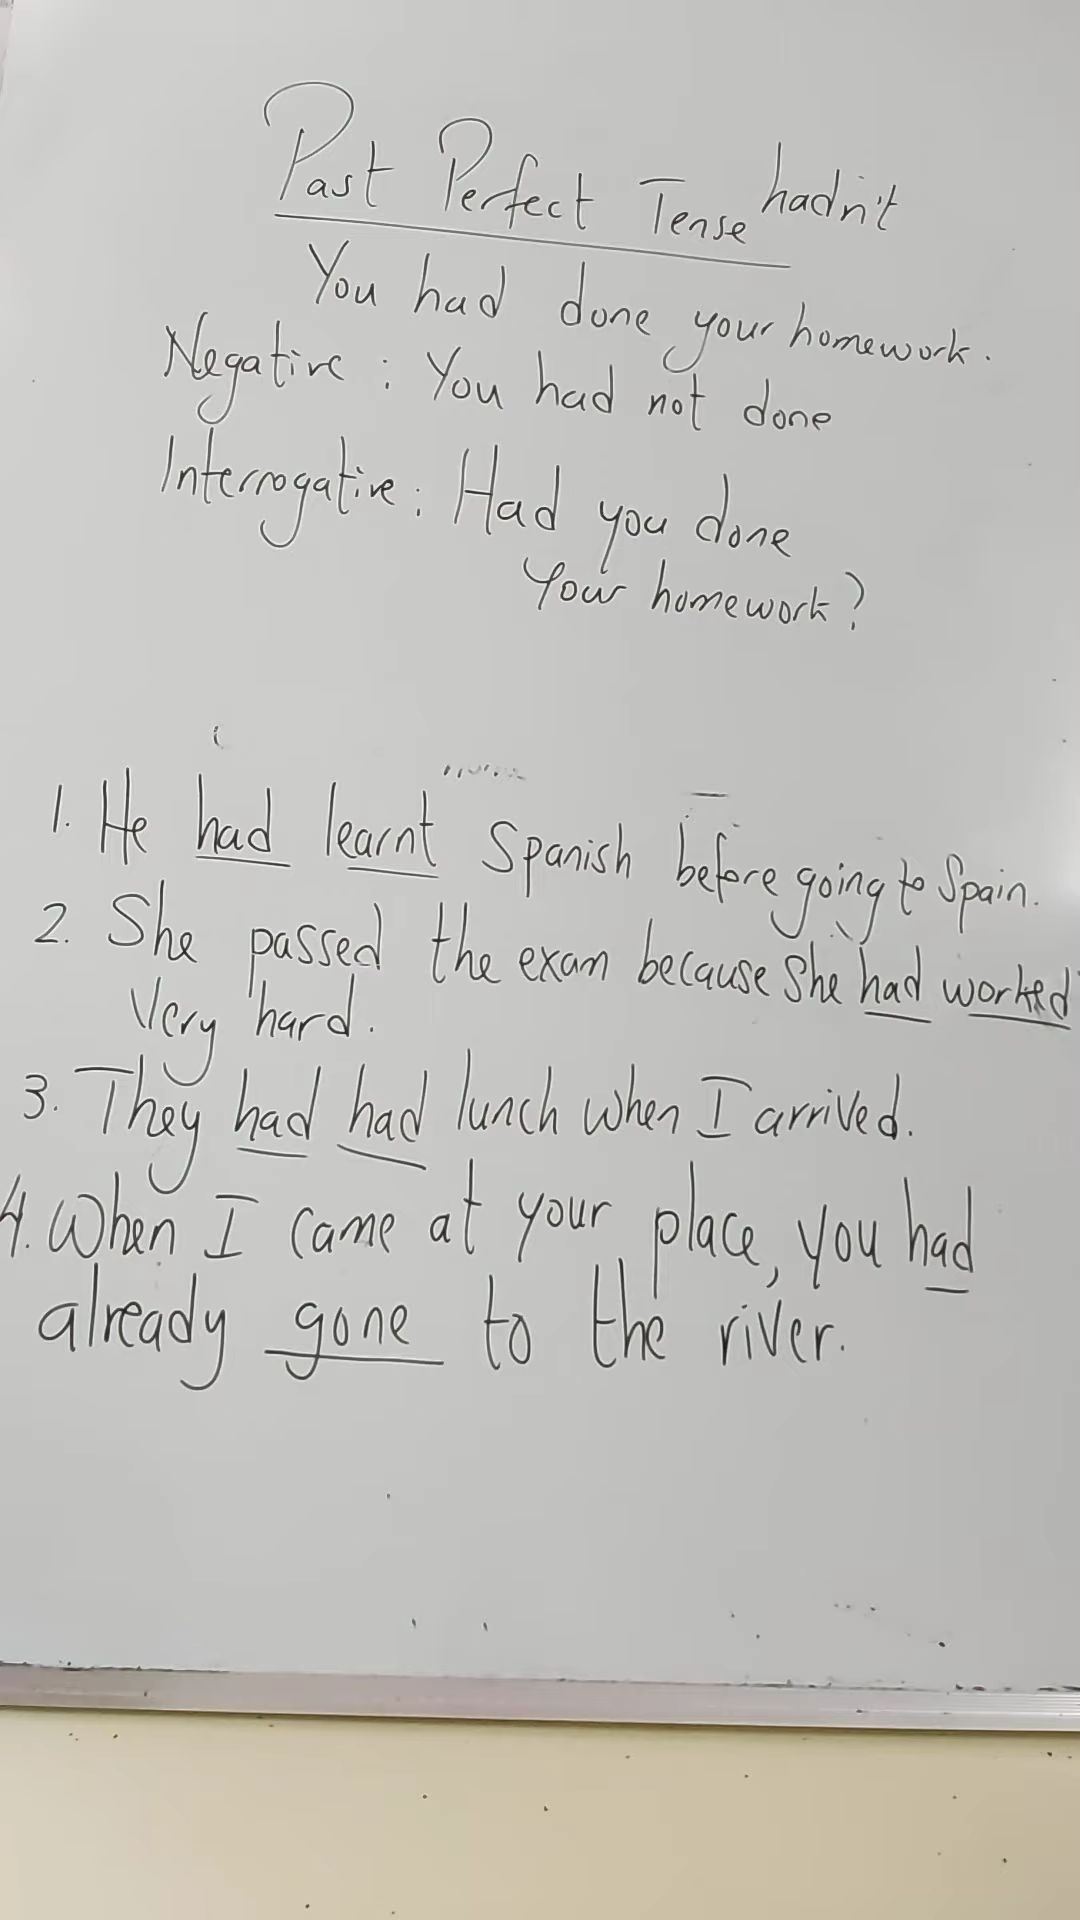 Past Perfect Tense hadn't
You had done your homework.
Negative : You had not done
Interrogative : Had you done
Your homework?
1. He had learnt Spanish before going to Spain.
2. She passed the exam because She had worked
Very hard.
3. They had had lunch when I arrived.
4. When I came at your place, you had
already gone to the river.